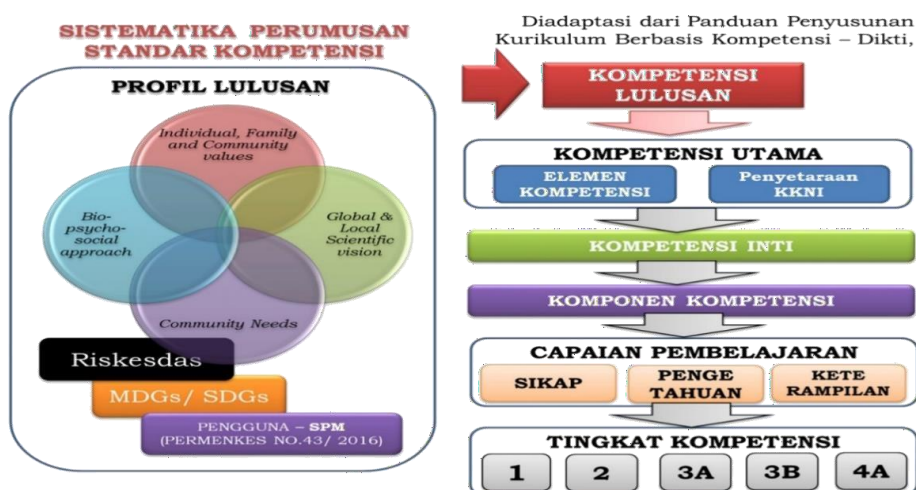 SISTEMATIKA PERUMUSAN
STANDAR KOMPETENSI
PROFIL LULUSAN
Individual, Family
and Community
values
Bio-
psycho-
social
approach
Global &
Local
Scientific
vision
Community Needs
Riskesdas
MDGs/ SDGs
PENGGUNA – SPM
(PERMENKES NO.43/ 2016)
Diadaptasi dari Panduan Penyusunan
Kurikulum Berbasis Kompetensi – Dikti,
KOMPETENSI
LULUSAN
KOMPETENSI UTAMA
ELEMEN
KOMPETENSI
Penyetaraan
KKNI
KOMPETENSI INTI
KOMPONEN KOMPETENSI
CAPAIAN PEMBELAJARAN
SIKAP
PENGE
TAHUAN
KETE
RAMPILAN
TINGKAT KOMPETENSI
1
2
3A
3B
4A